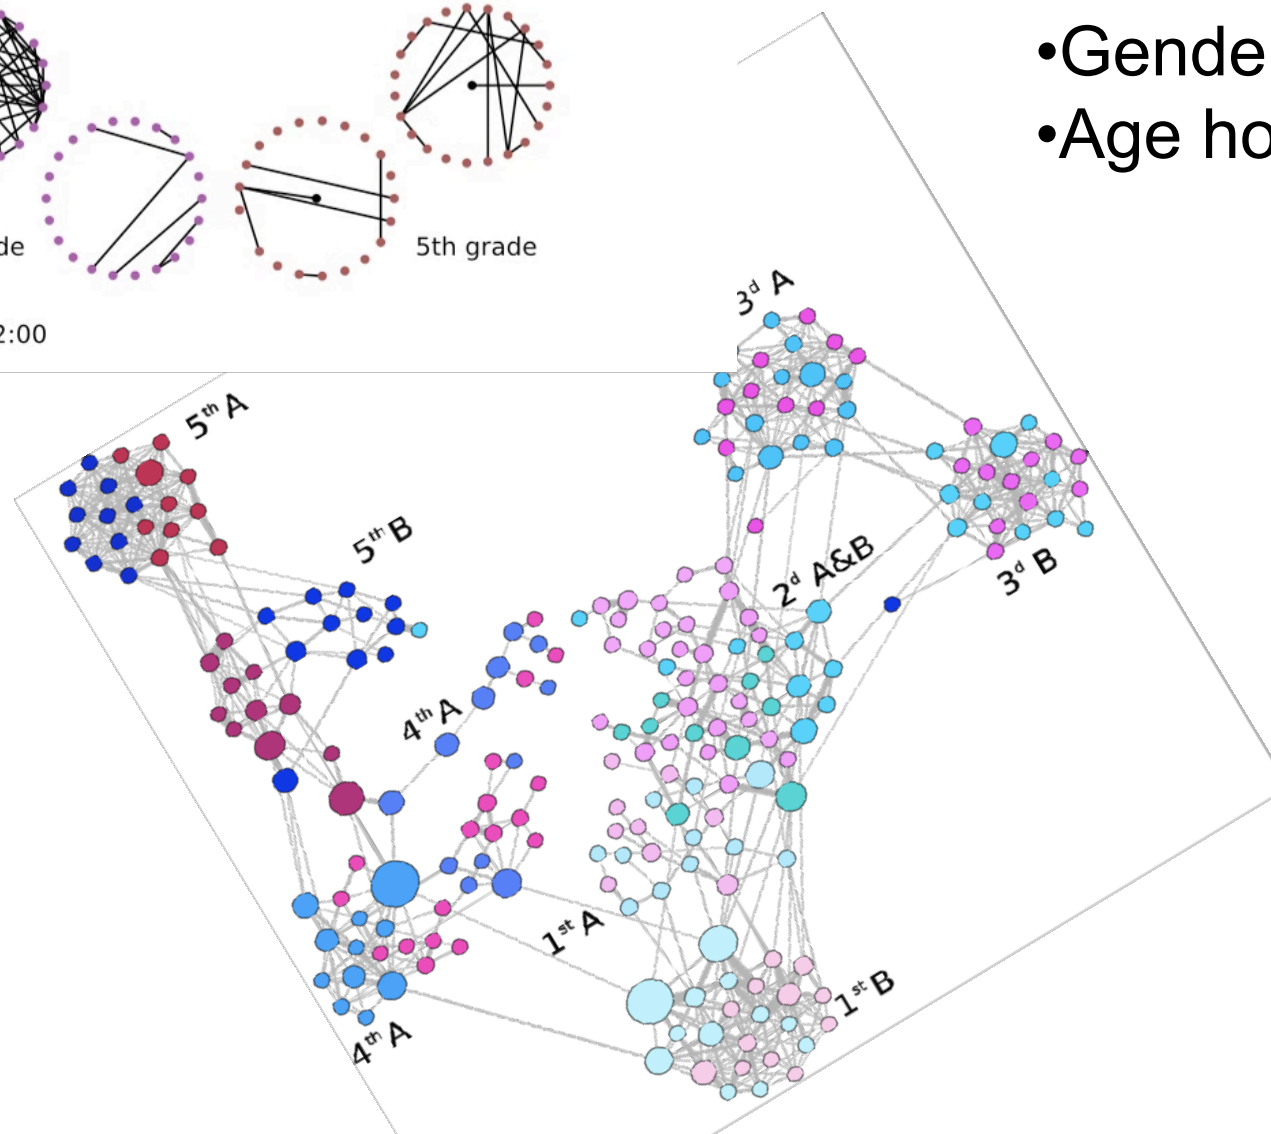 •Gende
•Age ho
de
5th grade
2:00
3ᵈ A
5ᵗʰ A
5ᵗʰ B
3ᵈ B
2ᵈ A&B
4ᵗʰ A
1ˢᵗ A
1ˢᵗ B
4ᵗʰ A